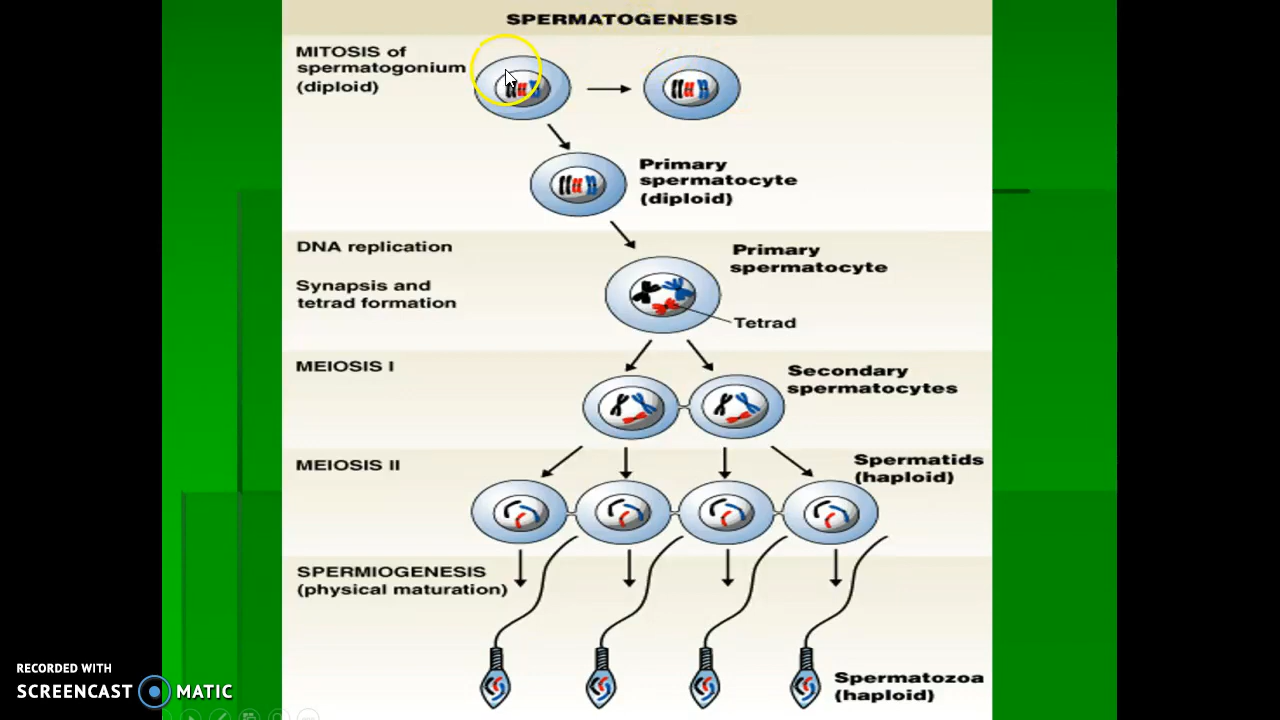 SPERMATOGENESIS
MITOSIS of
spermatogonium
(diploid)
Primary
spermatocyte
(diploid)
DNA replication
Primary
spermatocyte
Synapsis and
tetrad formation
Tetrad
MEIOSIS I
Secondary
spermatocytes
MEIOSIS II
Spermatids
(haploid)
SPERMIOGENESIS
(physical maturation)
Spermatozoa
(haploid)
RECORDED WITH
SCREENCAST MATIC